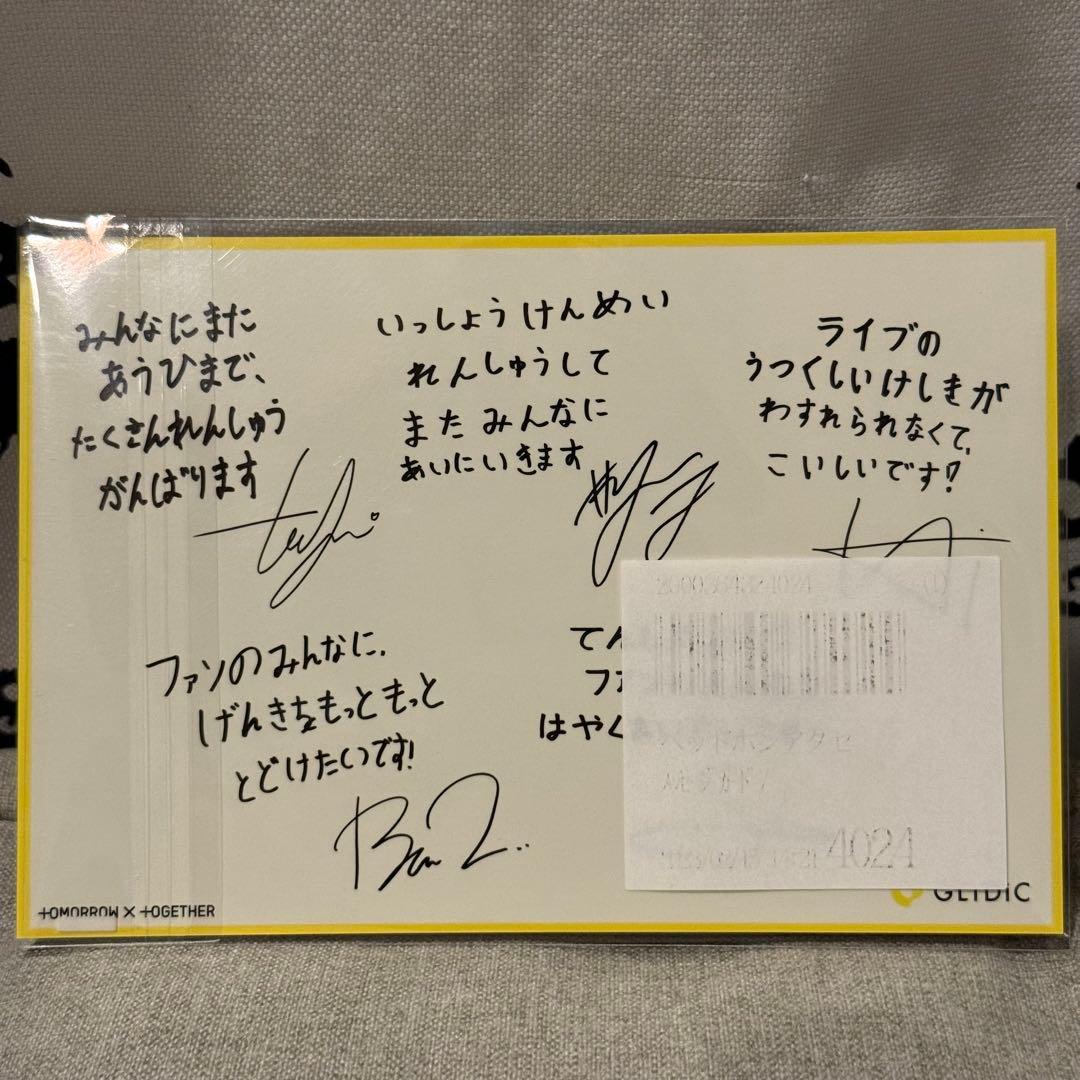 みんなにまた
あうひまで、
たくさんれんしゅう
がんばります
いっしょうけんめい
れんしゅうして
またみんなに
あいにいきます
ライブの
うつくしいけしきが
わすれられなくて、
こいしいです!
ファンのみんなに、
げんきをもっともっと
とどけたいです!
てん
ファ
はやく
4024
TOMORROW X TOGETHER
GLIDiC